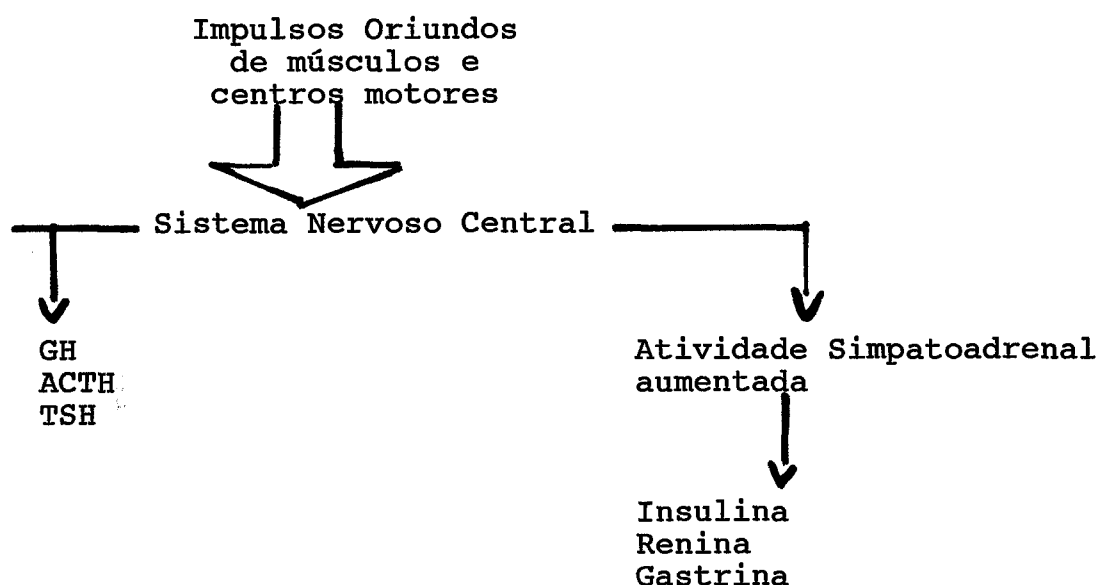 Impulsos Oriundos
de músculos e
centros motores
Sistema Nervoso Central
GH
ACTH
TSH
Atividade Simpatoadrenal
aumentada
Insulina
Renina
Gastrina